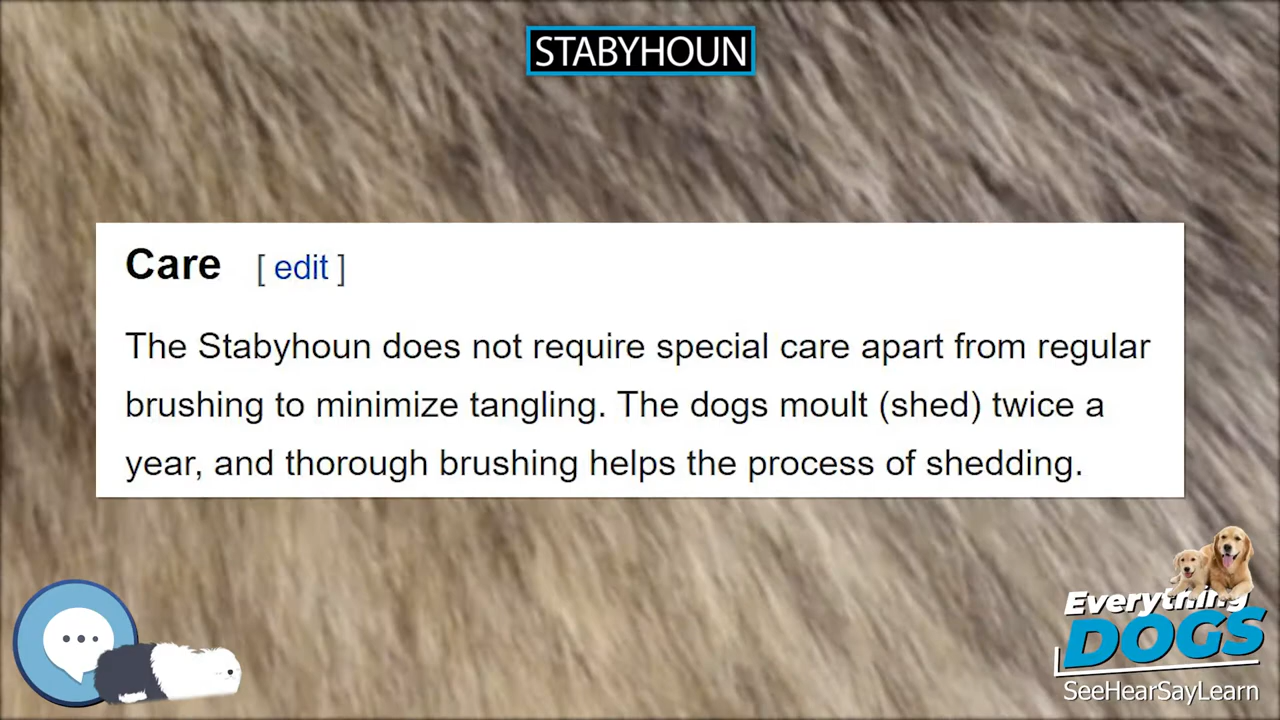 STABYHOUN
Care [ edit ]
The Stabyhoun does not require special care apart from regular
brushing to minimize tangling. The dogs moult (shed) twice a
year, and thorough brushing helps the process of shedding.
Everything
DOGS
SeeHearSayLearn